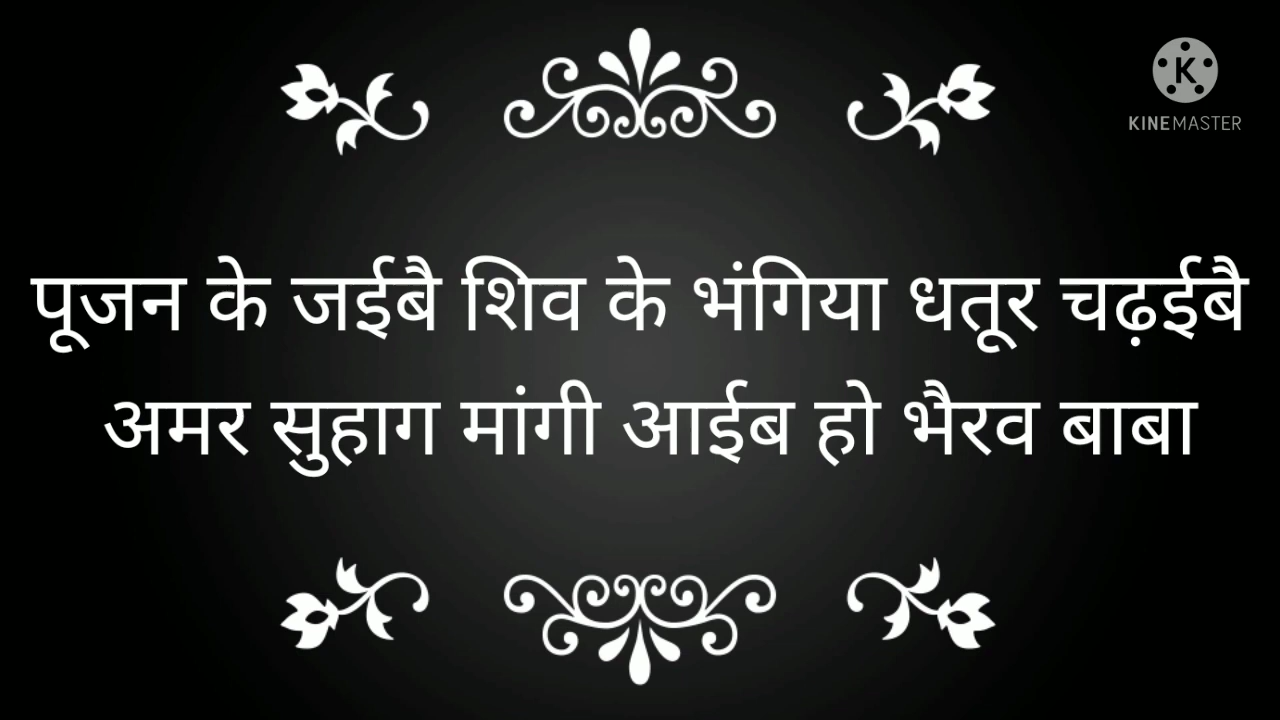 KINEMASTER
पूजन के जईबै शिव के भंगिया धतूर चढ़ईबै
अमर सुहाग मांगी आईब हो भैरव बाबा